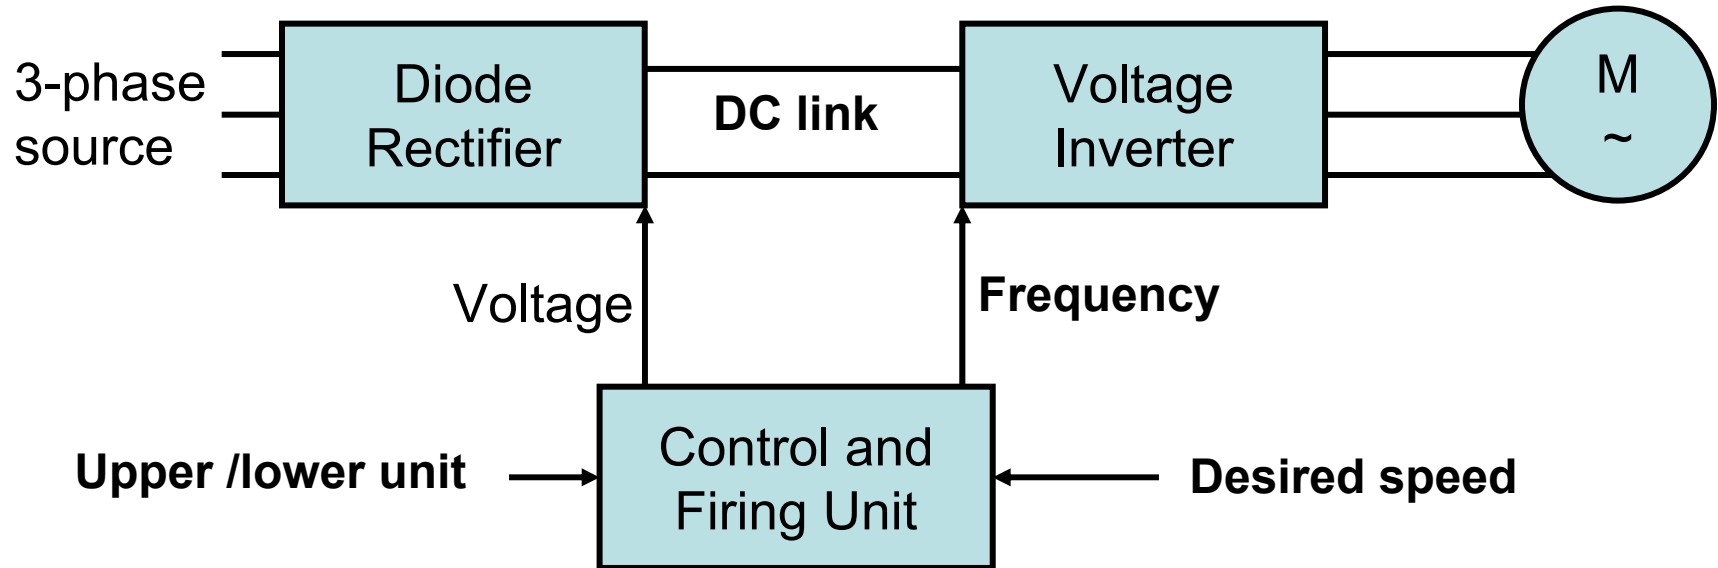 3-phase
source
Diode
Rectifier
DC link
Voltage
Inverter
M
~
Voltage
Frequency
Upper /lower unit
Control and
Firing Unit
Desired speed